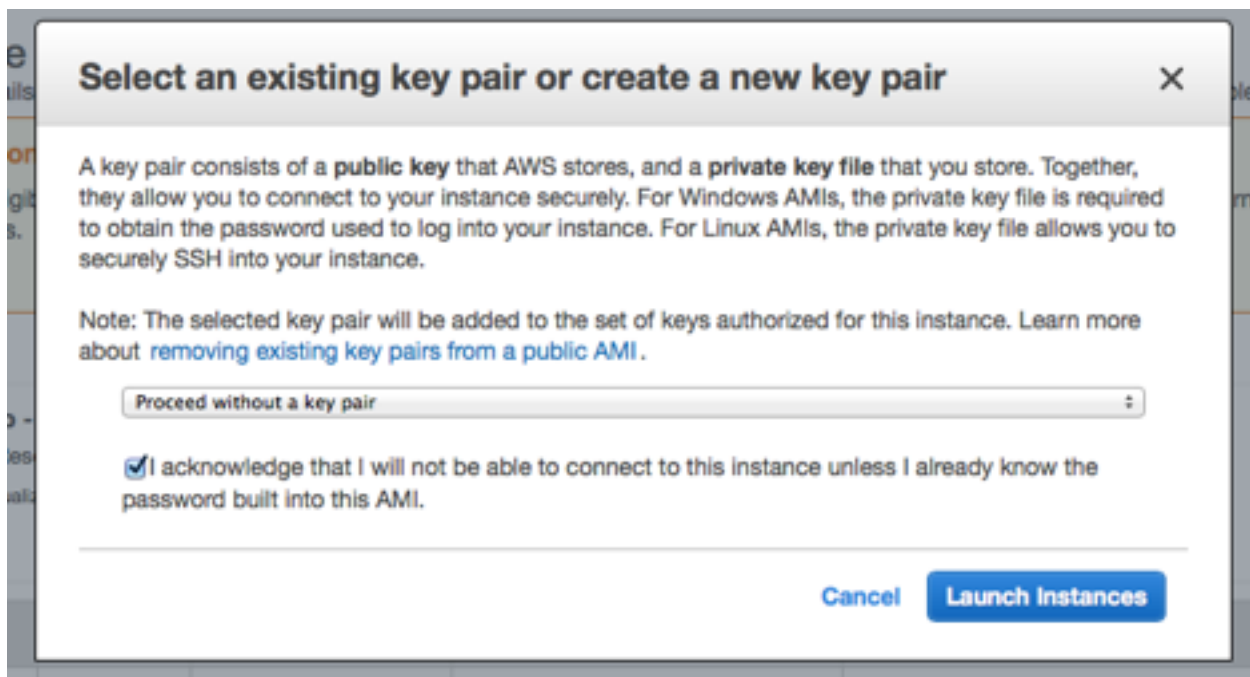 Select an existing key pair or create a new key pair
A key pair consists of a public key that AWS stores, and a private key file that you store. Together,
they allow you to connect to your instance securely. For Windows AMIs, the private key file is required
to obtain the password used to log into your instance. For Linux AMIs, the private key file allows you to
securely SSH into your instance.
Note: The selected key pair will be added to the set of keys authorized for this instance. Learn more
about removing existing key pairs from a public AMI.
Proceed without a key pair
I acknowledge that I will not be able to connect to this instance unless I already know the
password built into this AMI.
Cancel Launch Instances